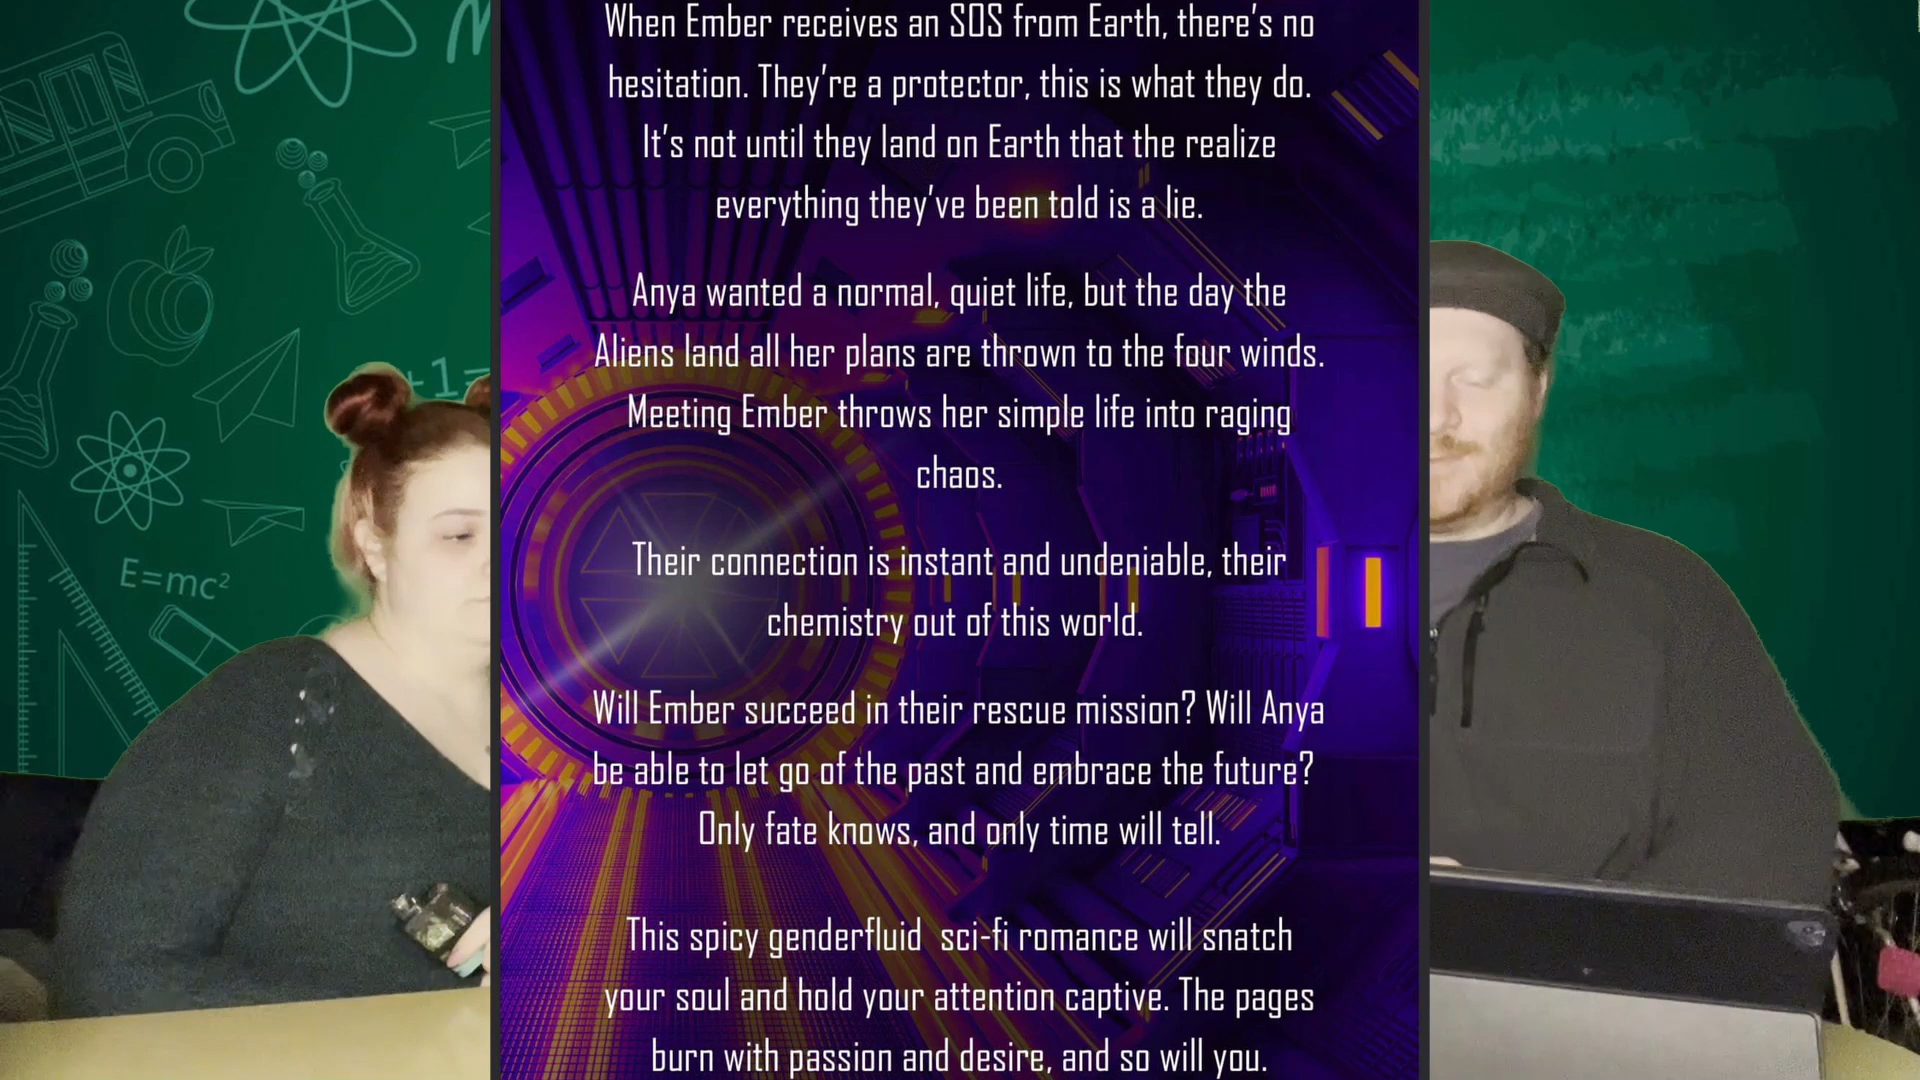 When Ember receives an SOS from Earth, there's no
hesitation. They're a protector, this is what they do.
It's not until they land on Earth that the realize
everything they've been told is a lie.
Anya wanted a normal, quiet life, but the day the
Aliens land all her plans are thrown to the four winds.
Meeting Ember throws her simple life into raging
chaos.
Their connection is instant and undeniable, their
chemistry out of this world.
Will Ember succeed in their rescue mission? Will Anya
be able to let go of the past and embrace the future?
Only fate knows, and only time will tell.
This spicy genderfluid sci-fi romance will snatch
your soul and hold your attention captive. The pages
burn with passion and desire, and so will you.
+1=
E=mc²